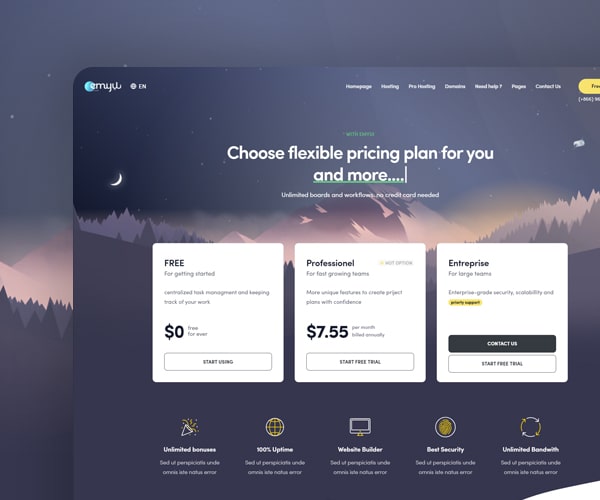 emyu
EN
Homepage Hosting Pro Hosting Domains Need help ? Pages Contact Us
Free
(+866)
Choose flexible pricing plan for you
and more....|
Unlimited boards and workflows. no credit card needed
FREE
For getting started
centralized task managment and keeping
track of your work
$0 free
for ever
START USING
Professionel HOT OPTION
For fast growing teams
More unique features to create projct
plans with confidence
$7.55 per month
billed annually
START FREE TRIAL
Entreprise
For large teams
Enterprise-grade security, scalability and
priority support
CONTACT US
START FREE TRIAL
Unlimited bonuses
Sed ut perspiciatis unde
omnis iste natus error
100% Uptime
Sed ut perspiciatis unde
omnis iste natus error
Website Builder
Sed ut perspiciatis unde
omnis iste natus error
Best Security
Sed ut perspiciatis unde
omnis iste natus error
Unlimited Bandwith
Sed ut perspiciatis unde
omnis iste natus error